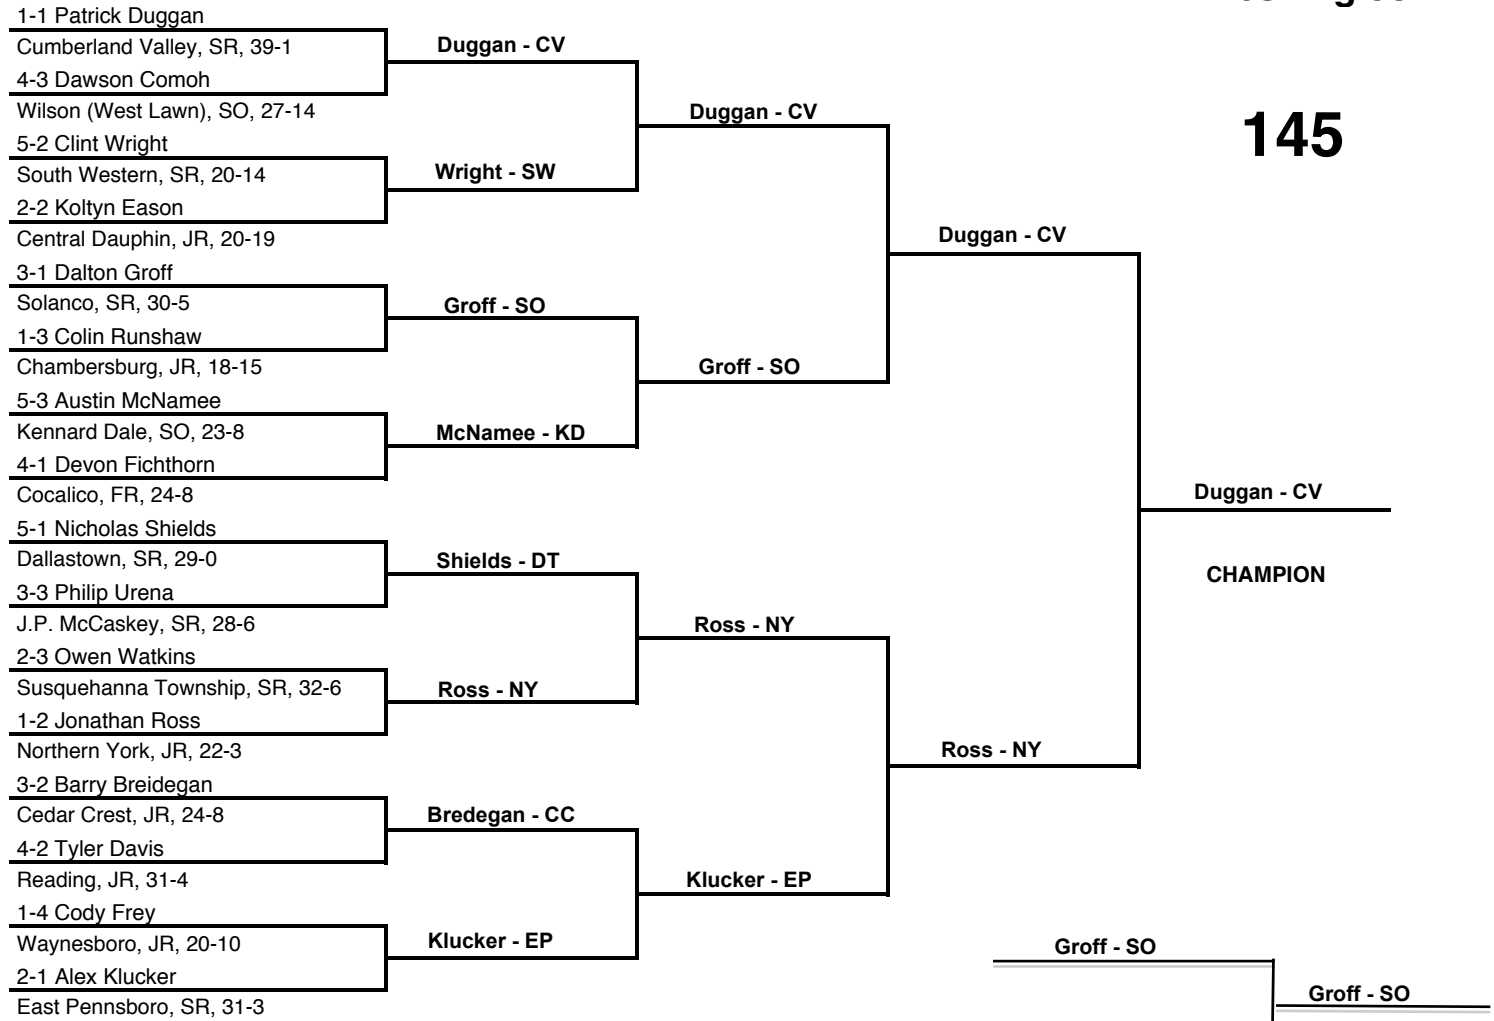 1-1 Patrick Duggan
Cumberland Valley, SR, 39-1
4-3 Dawson Comoh
Wilson (West Lawn), SO, 27-14
5-2 Clint Wright
South Western, SR, 20-14
2-2 Koltyn Eason
Central Dauphin, JR, 20-19
3-1 Dalton Groff
Solanco, SR, 30-5
1-3 Colin Runshaw
Chambersburg, JR, 18-15
5-3 Austin McNamee
Kennard Dale, SO, 23-8
4-1 Devon Fichthorn
Cocalico, FR, 24-8
5-1 Nicholas Shields
Dallastown, SR, 29-0
3-3 Philip Urena
J.P. McCaskey, SR, 28-6
2-3 Owen Watkins
Susquehanna Township, SR, 32-6
1-2 Jonathan Ross
Northern York, JR, 22-3
3-2 Barry Breidegan
Cedar Crest, JR, 24-8
4-2 Tyler Davis
Reading, JR, 31-4
1-4 Cody Frey
Waynesboro, JR, 20-10
2-1 Alex Klucker
East Pennsboro, SR, 31-3
Duggan - CV
Wright - SW
Groff - SO
McNamee - KD
Shields - DT
Ross - NY
Bredegan - CC
Klucker - EP
Duggan - CV
Groff - SO
Ross - NY
Klucker - EP
Duggan - CV
Ross - NY
145
Duggan - CV
CHAMPION
Groff - SO
Groff - SO